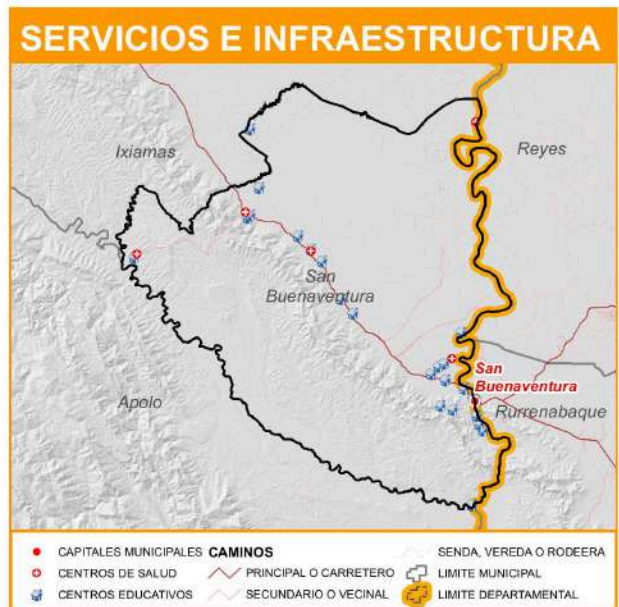 SERVICIOS E INFRAESTRUCTURA
Ixiamas
Reyes
San
Buenaventura
San
Buenaventura
Apolo
Rurrenabaque
CAPITALES MUNICIPALES CAMINOS SENDA, VEREDA O RODEERA
CENTROS DE SALUD PRINCIPAL O CARRETERO LIMITE MUNICIPAL
CENTROS EDUCATIVOS SECUNDARIO O VECINAL LIMITE DEPARTAMENTAL